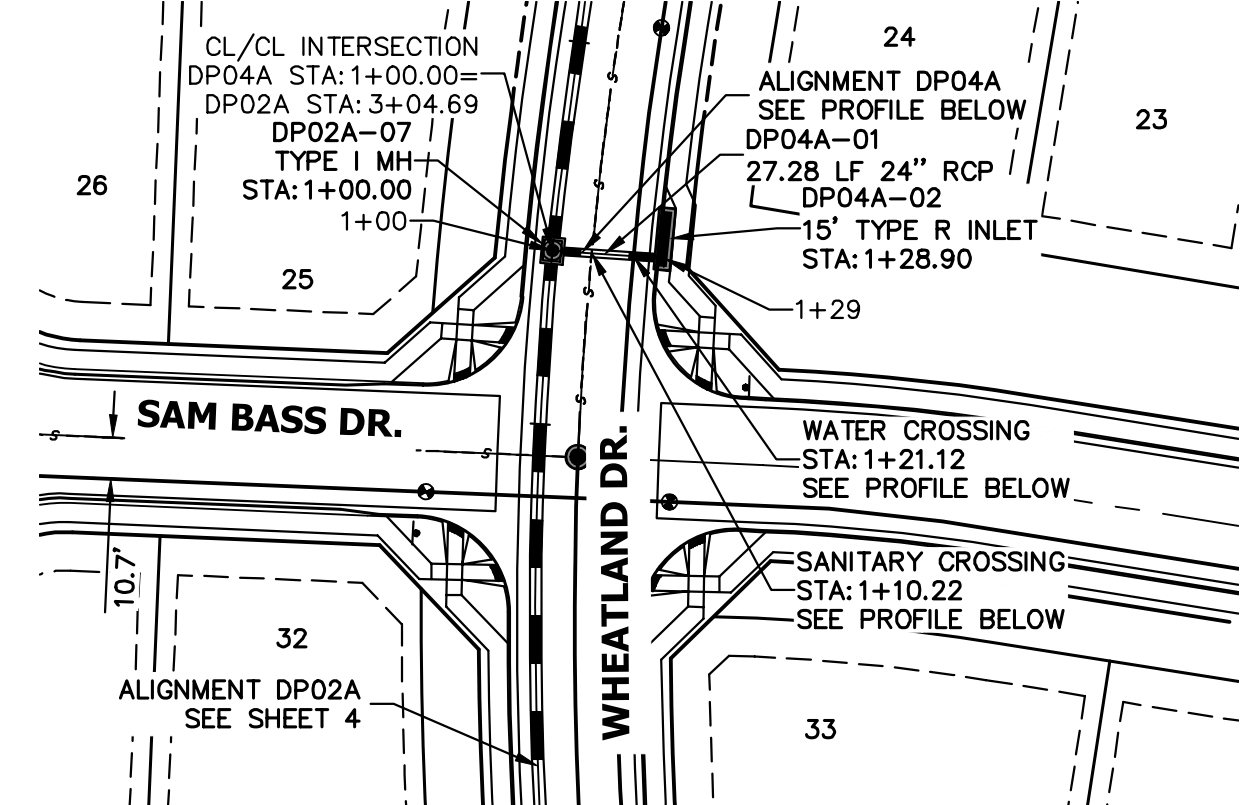 CL/CL INTERSECTION
DP04A STA:1+00.00=
DP02A STA:3+04.69
DP02A-07
TYPE I MH
STA:1+00.00
1+00
24
ALIGNMENT DP04A
SEE PROFILE BELOW
DP04A-01
27.28 LF 24" RCP
DP04A-02
15' TYPE R INLET
STA:1+28.90
1+29
23
26
25
S
S
S
S
S
S
SAM BASS DR.
WHEATLAND DR.
WATER CROSSING
STA:1+21.12
SEE PROFILE BELOW
10.7'
SANITARY CROSSING
STA:1+10.22
SEE PROFILE BELOW
32
ALIGNMENT DP02A
SEE SHEET 4
33